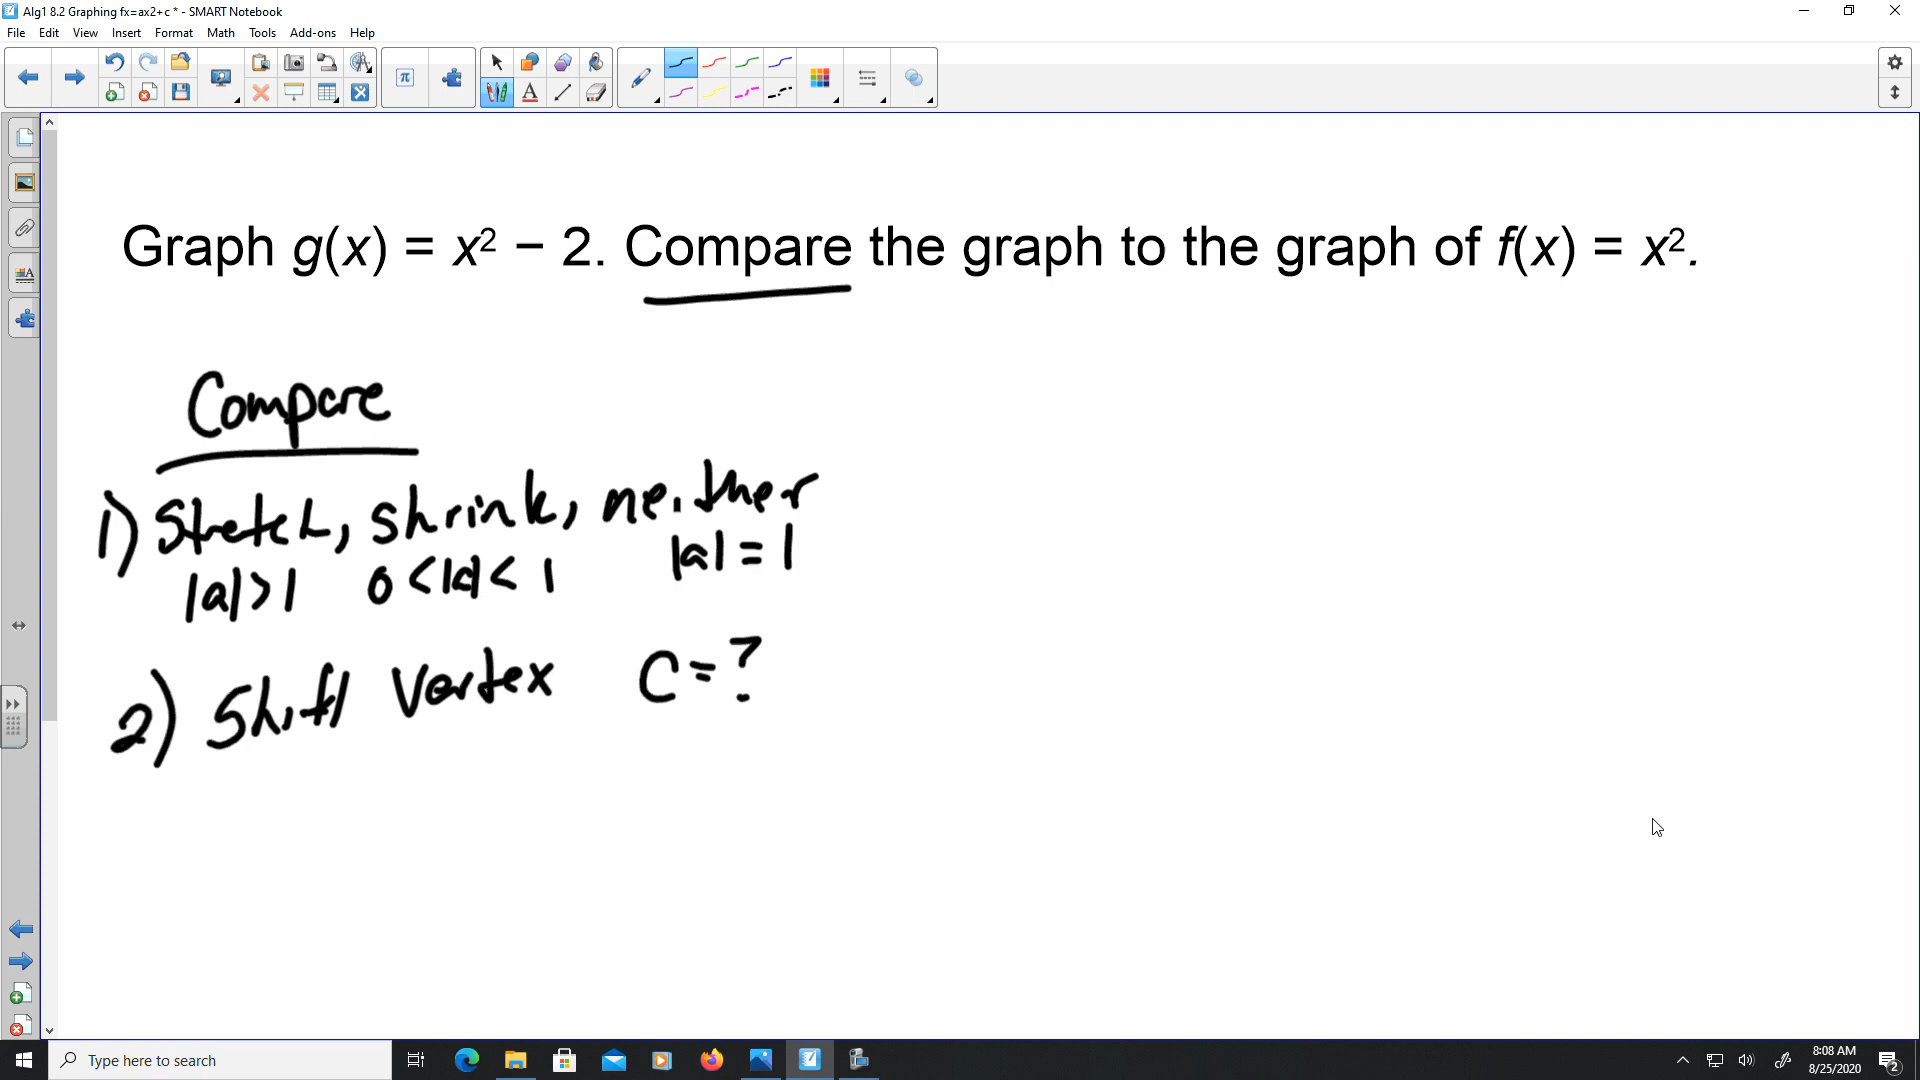 Alg1 8.2 Graphing fx=ax2+c * - SMART Notebook
File Edit View Insert Format Math Tools Add-ons Help
Graph g(x) = x² − 2. Compare the graph to the graph of f(x) = x².
Compare
1) Stretch, shrink, neither
|a|>1 0<|a|<1 |a|=1
2) Shift Vertex C=?
Type here to search
8:08 AM
8/25/2020
2